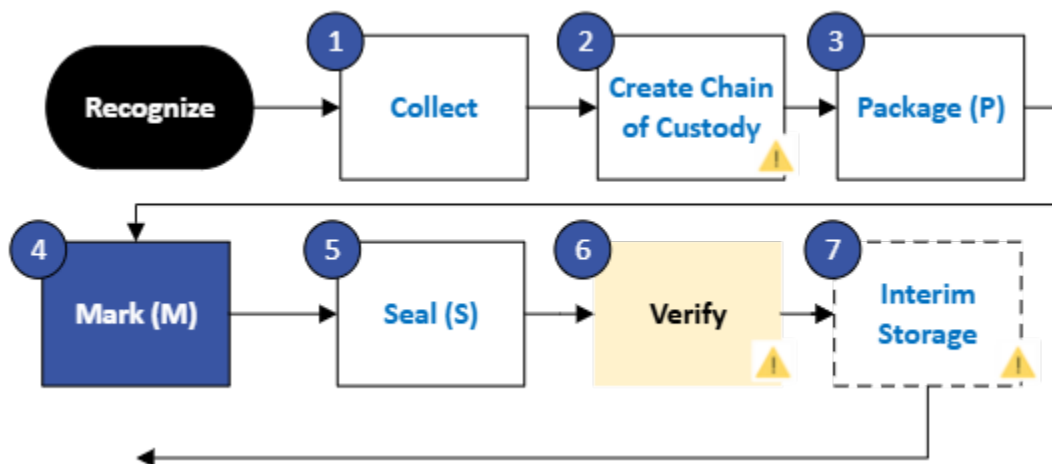 Recognize
1
Collect
2
Create Chain
of Custody
3
Package (P)
4
Mark (M)
5
Seal (S)
6
Verify
7
Interim
Storage